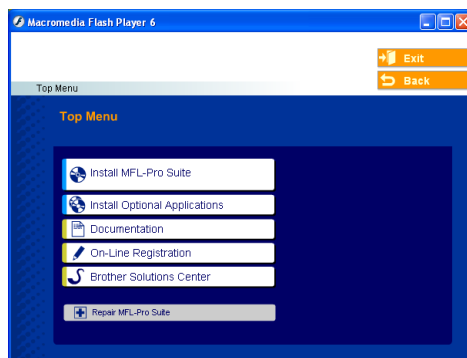 Macromedia Flash Player 6
Exit
Back
Top Menu
Top Menu
Install MFL-Pro Suite
Install Optional Applications
Documentation
On-Line Registration
Brother Solutions Center
Repair MFL-Pro Suite